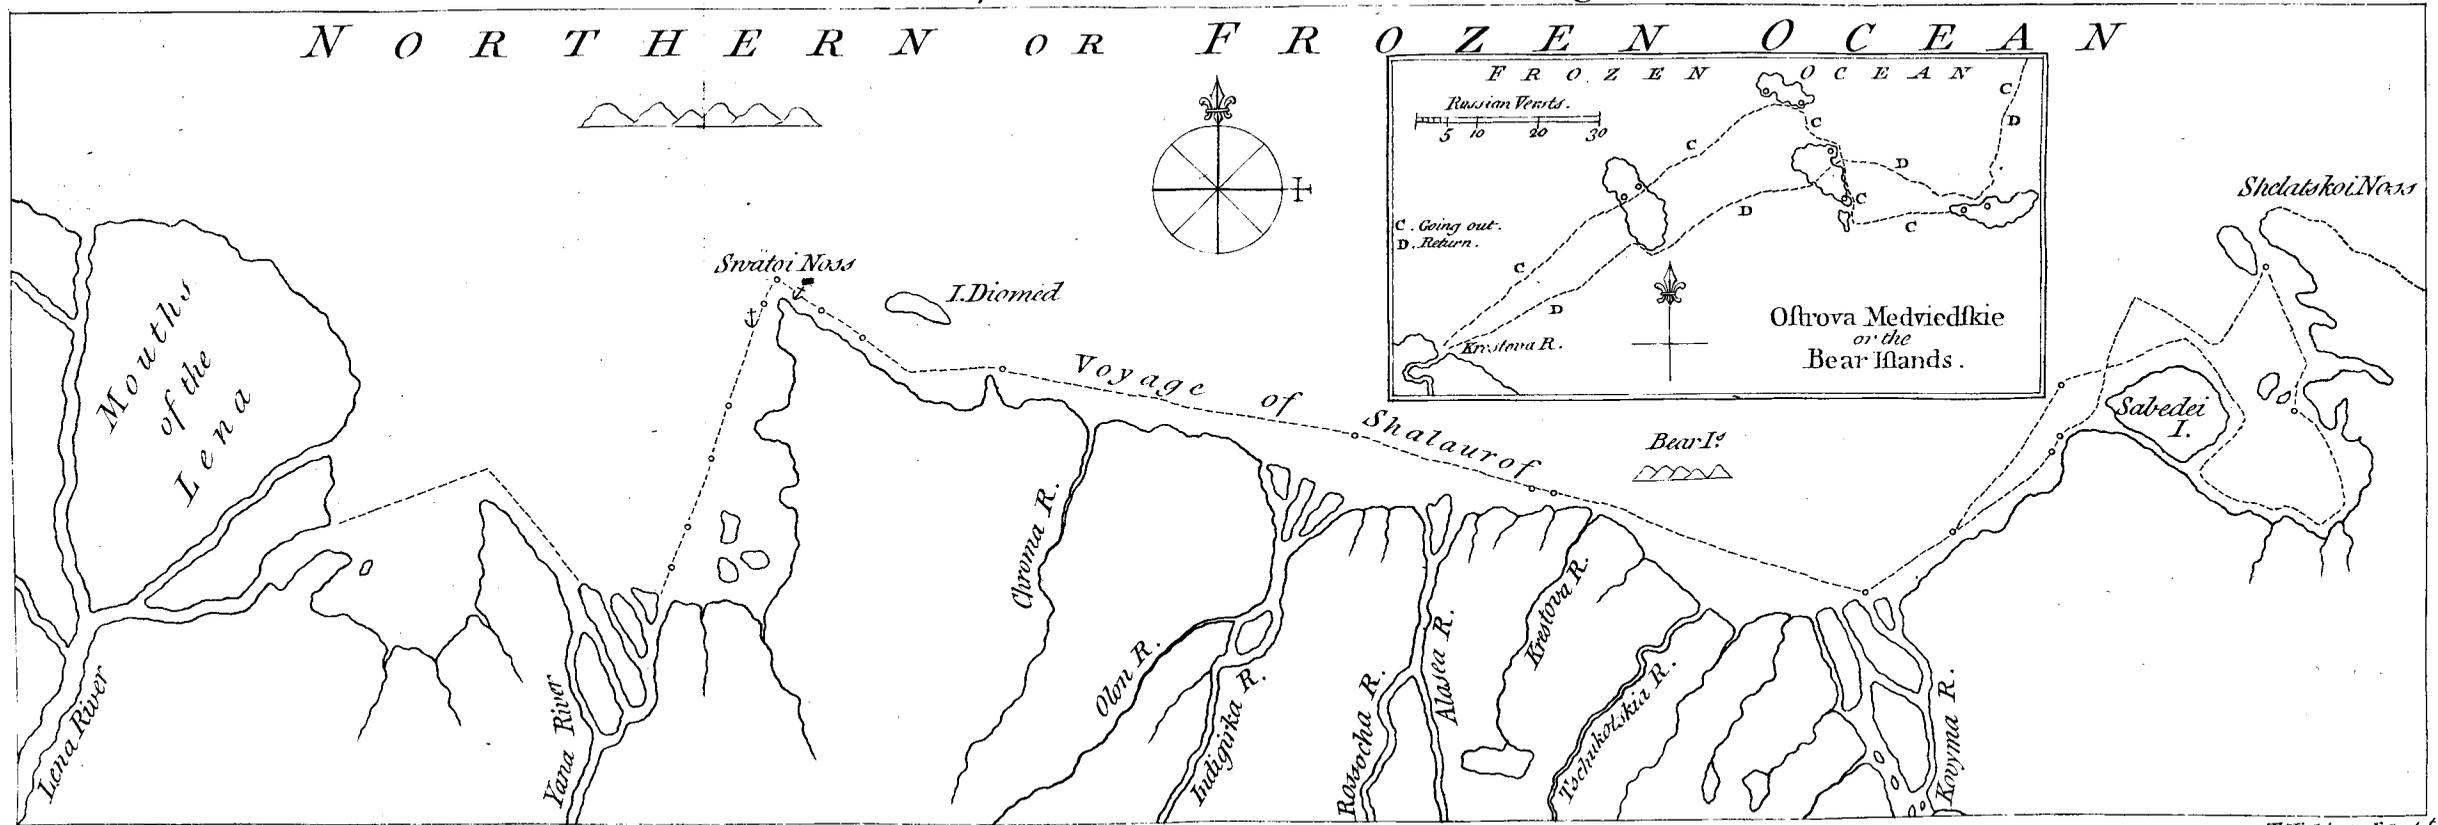 NORTHERN OR FROZEN OCEAN
FROZEN OCEAN
Russian Versts.
5 10 20 30
C
D
C
C
D
C
D
C
D
C
C
D
C. Going out.
D. Return.
Krestova R.
Oſtrova Medviedſkie
or the
Bear Iſlands.
Shelatskoi Noss
Swatoi Noss
I. Diomed
Mouths
of the
Lena
Voyage of Shalaurof
Bear Iˢ.
Sabedei
I.
Lena River
Yana River
Chroma R.
Olon R.
Indigirka R.
Rossocha R.
Alasea R.
Krestova R.
Tschukotskia R.
Kovyma R.